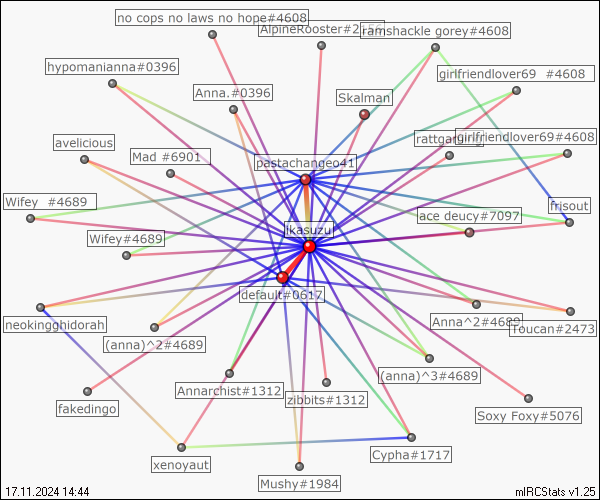 no cops no laws no hope#4608
AlpineRooster#2
ramshackle gorey#4608
hypomanianna#0396
girlfriendlover69 #4608
Anna.#0396
Skalman
avelicious
Mad #6901
pastachangeo41
girlfriendlover69#4608
Wifey #4689
ace deucy#7097
frisout
Wifey#4689
ikasuzu
default#0617
neokingghidorah
(anna)^2#4689
Anna^2#4689
Toucan#2473
Annarchist#1312
zibbits#1312
(anna)^3#4689
fakedingo
Soxy Foxy#5076
xenoyaut
Cypha#1717
Mushy#1984
17.11.2024 14:44
mIRCStats v1.25